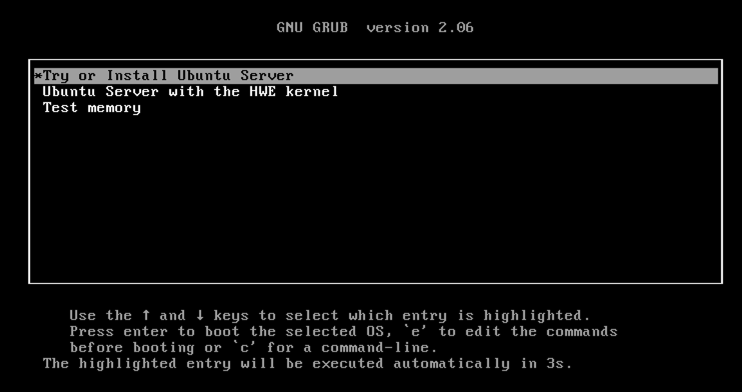 GNU GRUB  version 2.06
*Try or Install Ubuntu Server
Ubuntu Server with the HWE kernel
Test memory
Use the ↑ and ↓ keys to select which entry is highlighted.
Press enter to boot the selected OS, `e' to edit the commands
before booting or `c' for a command-line.
The highlighted entry will be executed automatically in 3s.